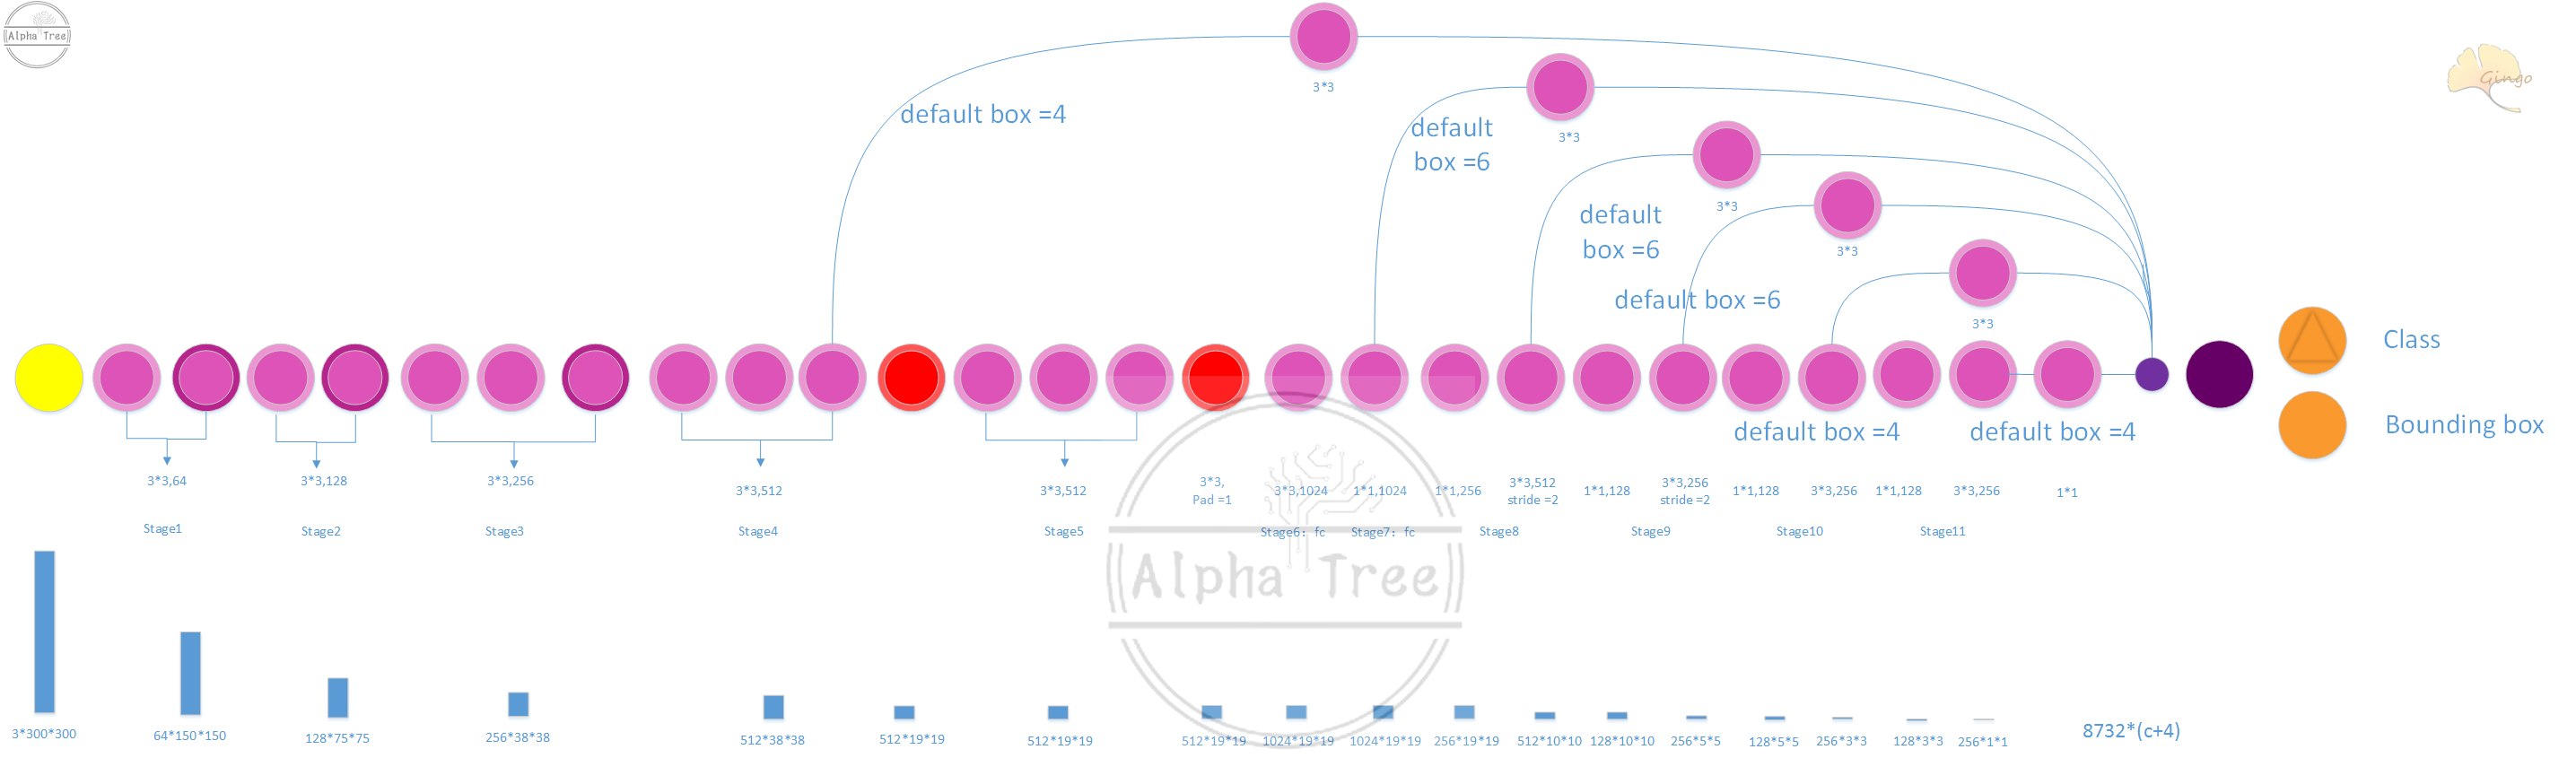 Alpha Tree
Gingo
3*3
default box =4
default
box =6
3*3
default
box =6
3*3
default box =6
3*3
3*3
Class
Bounding box
default box =4
default box =4
3*3,64
3*3,128
3*3,256
3*3,512
3*3,512
3*3,
Pad =1
3*3,1024
1*1,1024
1*1,256
3*3,512
stride =2
1*1,128
3*3,256
stride =2
1*1,128
3*3,256
1*1,128
3*3,256
1*1
Stage1
Stage2
Stage3
Stage4
Stage5
Stage6: fc
Stage7: fc
Stage8
Stage9
Stage10
Stage11
Alpha Tree
3*300*300
64*150*150
128*75*75
256*38*38
512*38*38
512*19*19
512*19*19
512*19*19
1024*19*19
1024*19*19
256*19*19
512*10*10
128*10*10
256*5*5
128*5*5
256*3*3
128*3*3
256*1*1
8732*(c+4)